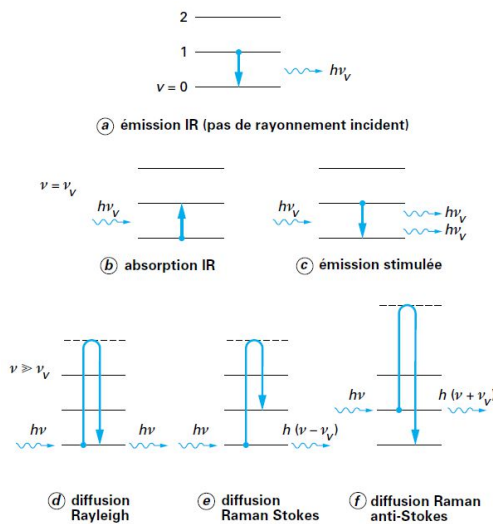 2
1
v = 0
hν_v
ⓐ émission IR (pas de rayonnement incident)
ν = ν_v
hν_v
hν_v
hν_v
hν_v
ⓑ absorption IR
ⓒ émission stimulée
ν ⩾ ν_v
hν
hν
hν
h (ν – ν_v)
h (ν + ν_v)
ⓓ diffusion
Rayleigh
ⓔ diffusion
Raman Stokes
ⓕ diffusion Raman
anti-Stokes